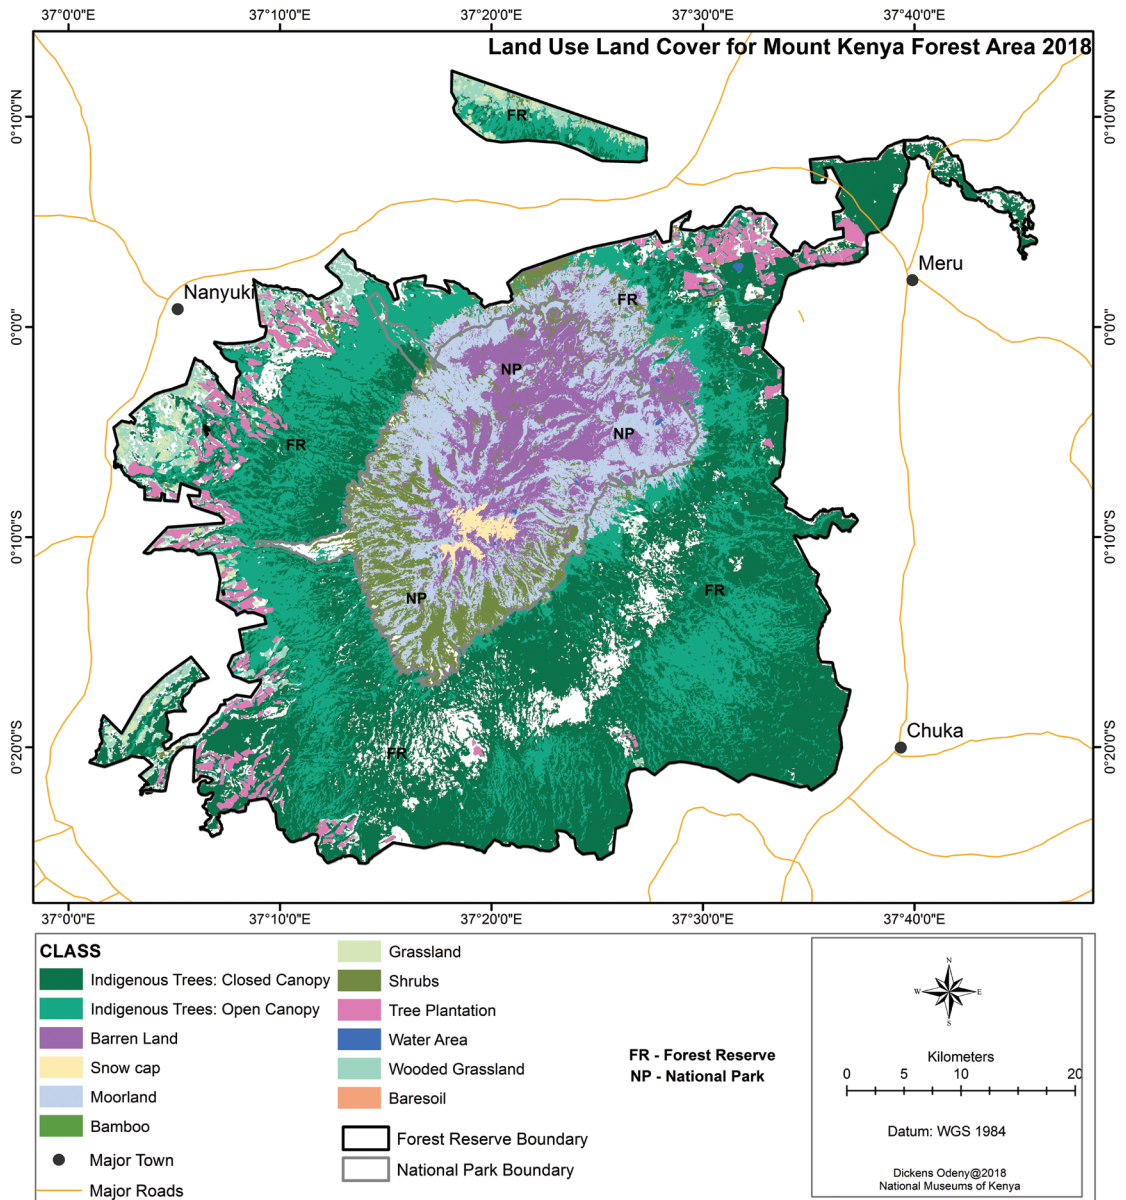 37°0'0"E 37°10'0"E 37°20'0"E 37°30'0"E 37°40'0"E
Land Use Land Cover for Mount Kenya Forest Area 2018
0°10'0"N
FR
0°10'0"N
Meru
Nanyuki
FR
0°0'0"
0°0'0"
NP
NP
FR
0°10'0"S
0°10'0"S
FR
NP
Chuka
0°20'0"S
FR
0°20'0"S
37°0'0"E 37°10'0"E 37°20'0"E 37°30'0"E 37°40'0"E
CLASS
Indigenous Trees: Closed Canopy
Indigenous Trees: Open Canopy
Barren Land
Snow cap
Moorland
Bamboo
Major Town
Major Roads
Grassland
Shrubs
Tree Plantation
Water Area
Wooded Grassland
Baresoil
Forest Reserve Boundary
National Park Boundary
FR - Forest Reserve
NP - National Park
N
W E
S
Kilometers
0 5 10 20
Datum: WGS 1984
Dickens Odeny@2018
National Museums of Kenya